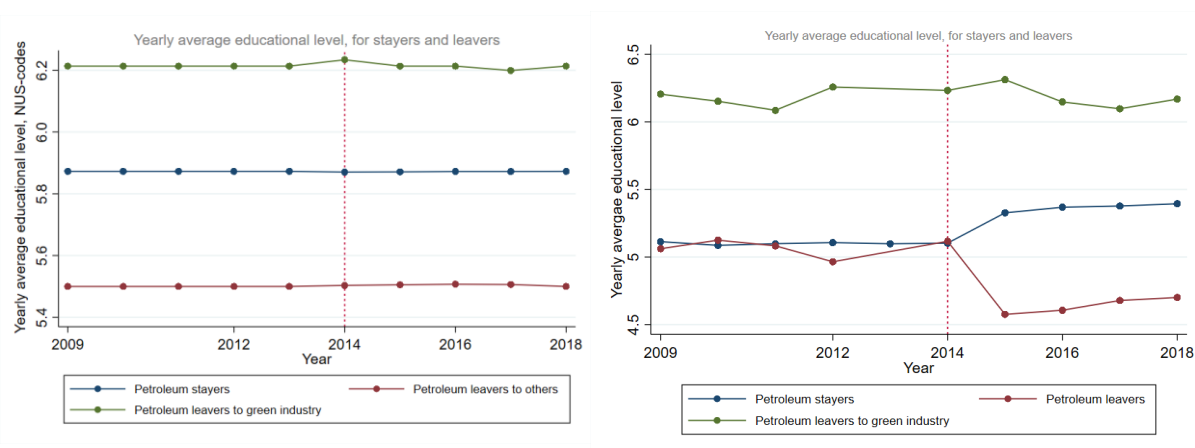 Yearly average educational level, for stayers and leavers
Yearly average educational level, NUS-codes
6.2
6.0
5.8
5.6
5.4
2009
2012
2014
2016
2018
Year
Petroleum stayers
Petroleum leavers to others
Petroleum leavers to green industry
Yearly average educational level, for stayers and leavers
Yearly avergae educational level
6.5
6
5.5
5
4.5
2009
2012
2014
2016
2018
Year
Petroleum stayers
Petroleum leavers
Petroleum leavers to green industry